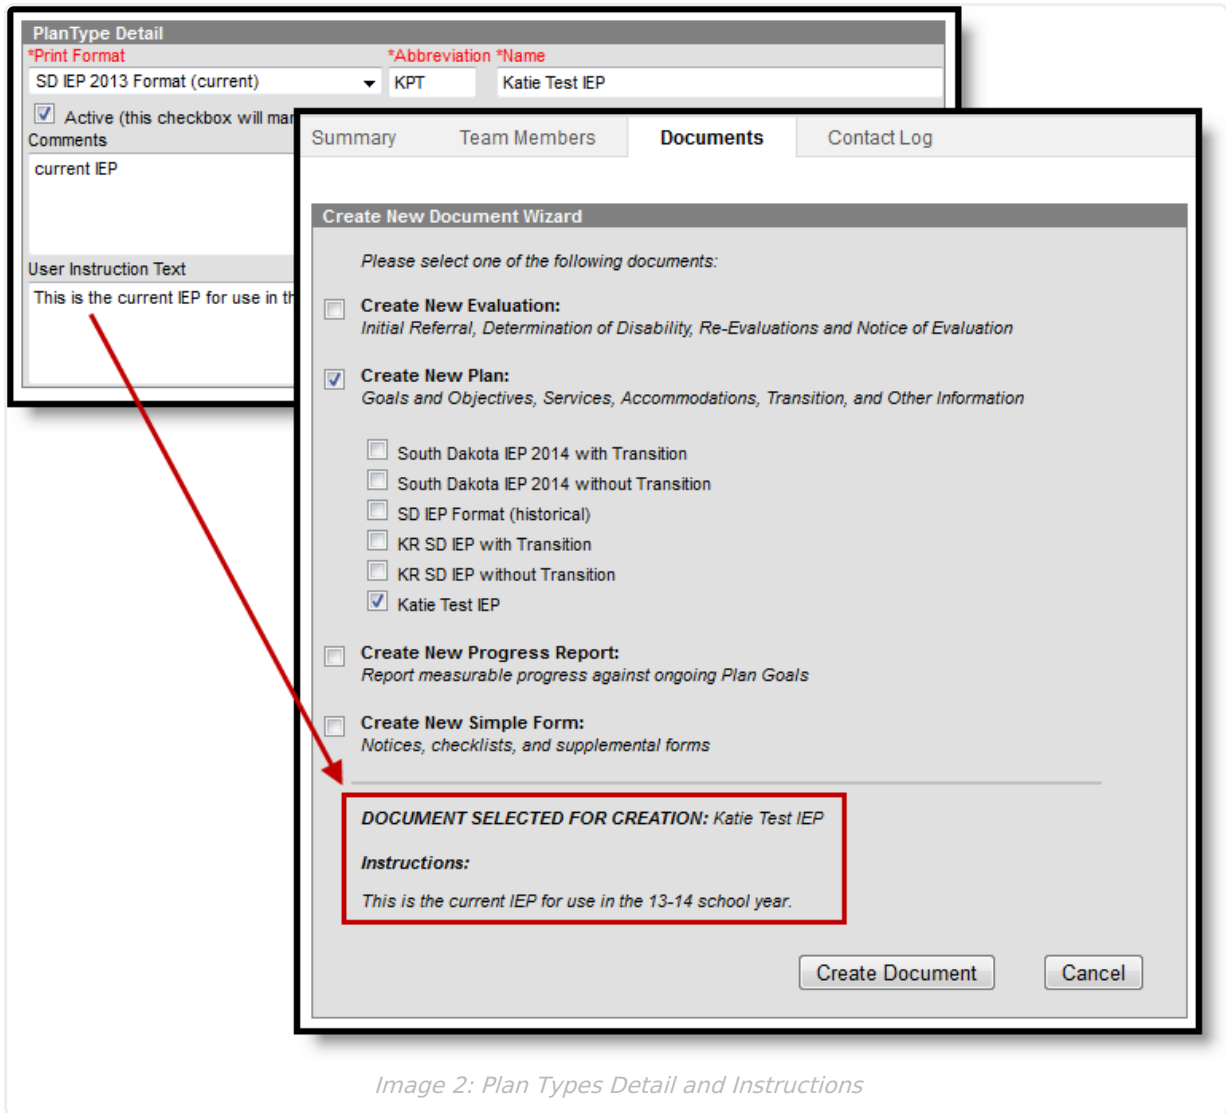 PlanType Detail
*Print Format *Abbreviation *Name
SD IEP 2013 Format (current) KPT Katie Test IEP
Active (this checkbox will mar
Comments
current IEP
User Instruction Text
This is the current IEP for use in th
Summary Team Members Documents Contact Log
Create New Document Wizard
Please select one of the following documents:
Create New Evaluation:
Initial Referral, Determination of Disability, Re-Evaluations and Notice of Evaluation
Create New Plan:
Goals and Objectives, Services, Accommodations, Transition, and Other Information
South Dakota IEP 2014 with Transition
South Dakota IEP 2014 without Transition
SD IEP Format (historical)
KR SD IEP with Transition
KR SD IEP without Transition
Katie Test IEP
Create New Progress Report:
Report measurable progress against ongoing Plan Goals
Create New Simple Form:
Notices, checklists, and supplemental forms
DOCUMENT SELECTED FOR CREATION: Katie Test IEP
Instructions:
This is the current IEP for use in the 13-14 school year.
Create Document Cancel
Image 2: Plan Types Detail and Instructions